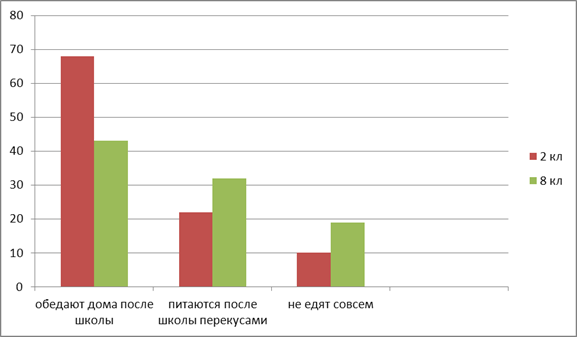 80
70
60
50
40
30
20
10
0
обедают дома после
школы
питаются после
школы перекусами
не едят совсем
2 кл
8 кл